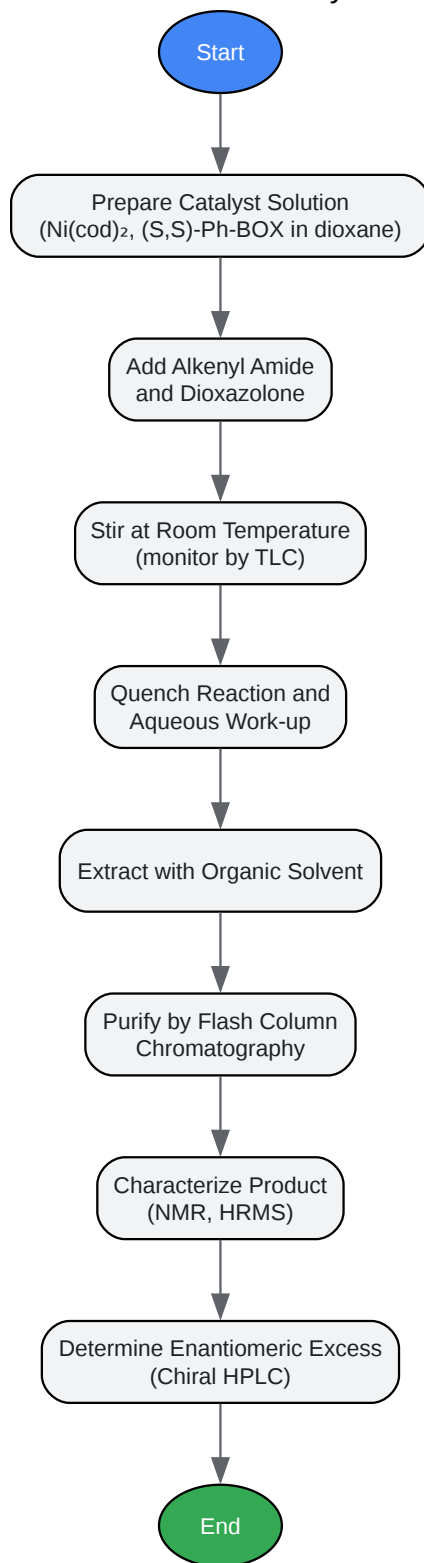 Start
Prepare Catalyst Solution
(Ni(cod)₂, (S,S)-Ph-BOX in dioxane)
Add Alkenyl Amide
and Dioxazolone
Stir at Room Temperature
(monitor by TLC)
Quench Reaction and
Aqueous Work-up
Extract with Organic Solvent
Purify by Flash Column
Chromatography
Characterize Product
(NMR, HRMS)
Determine Enantiomeric Excess
(Chiral HPLC)
End